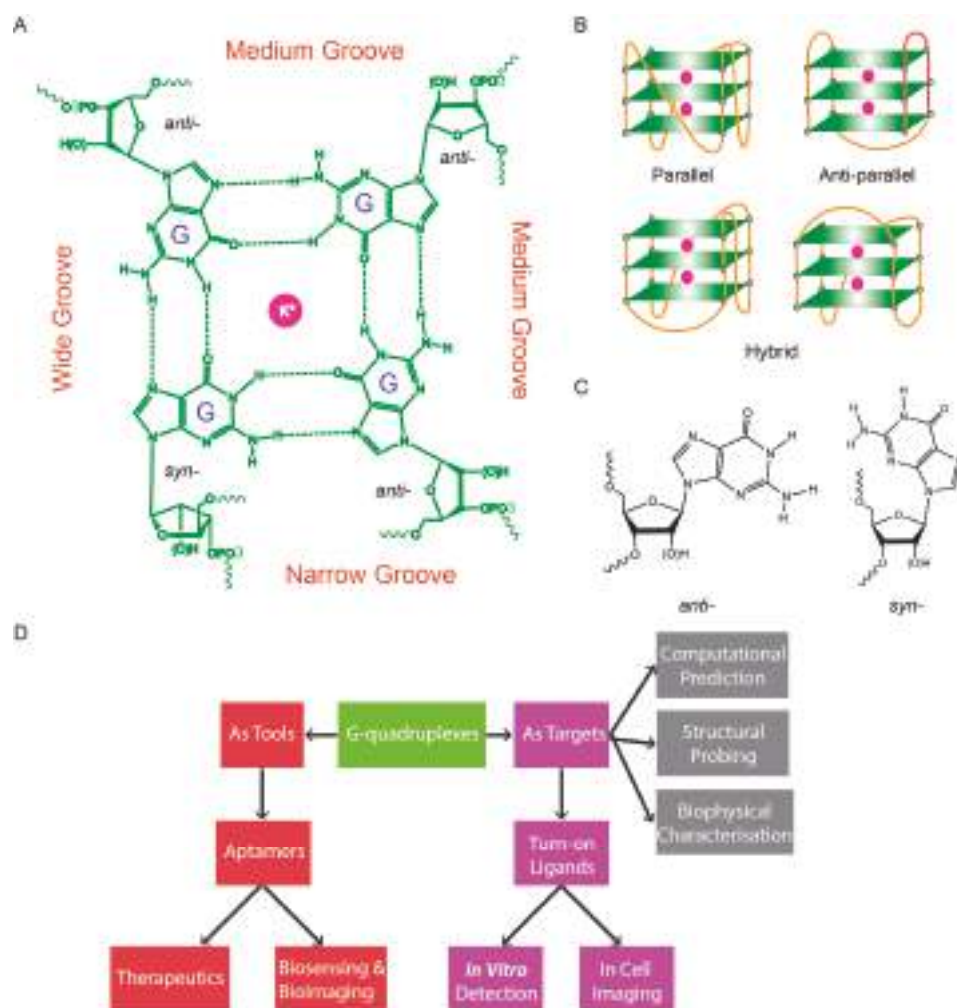 A
Medium Groove
Wide Groove
Medium Groove
Narrow Groove
anti-
anti-
syn-
anti-
G
G
G
G
K+
B
Parallel
Anti-parallel
Hybrid
C
anti-
syn-
D
As Tools
G-quadruplexes
As Targets
Computational
Prediction
Structural
Probing
Biophysical
Characterisation
Aptamers
Turn-on
Ligands
Therapeutics
Biosensing &
BioImaging
In Vitro
Detection
In Cell
Imaging